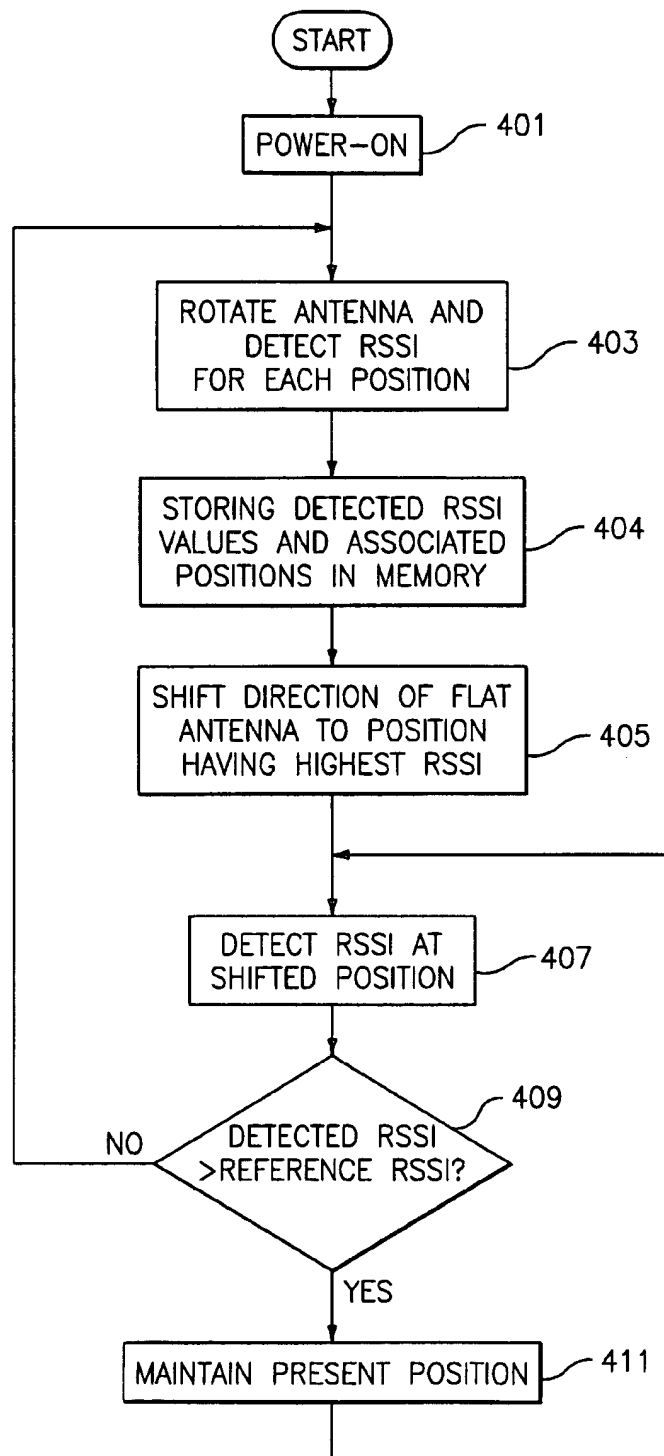 START
POWER-ON
401
ROTATE ANTENNA AND
DETECT RSSI
FOR EACH POSITION
403
STORING DETECTED RSSI
VALUES AND ASSOCIATED
POSITIONS IN MEMORY
404
SHIFT DIRECTION OF FLAT
ANTENNA TO POSITION
HAVING HIGHEST RSSI
405
DETECT RSSI AT
SHIFTED POSITION
407
DETECTED RSSI
>REFERENCE RSSI?
409
NO
YES
MAINTAIN PRESENT POSITION
411